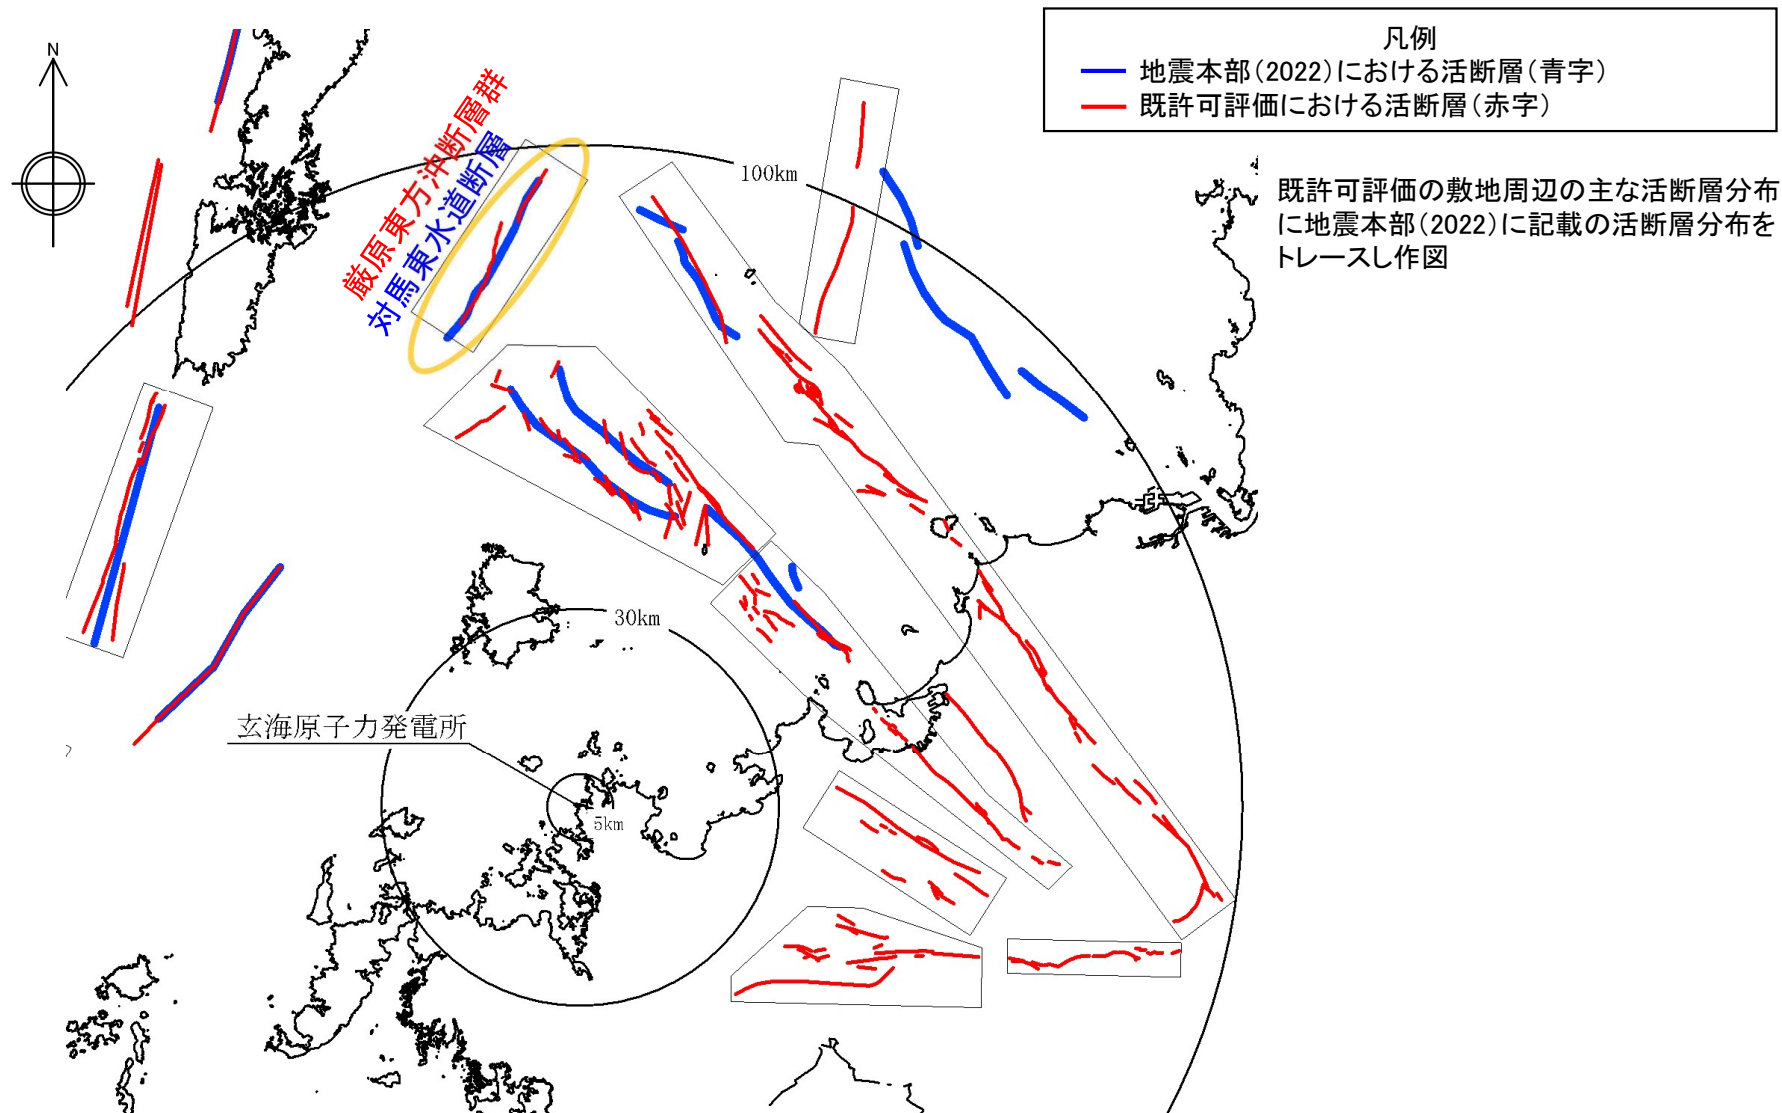 凡例
地震本部(2022)における活断層(青字)
既許可評価における活断層(赤字)
N
厳原東方沖断層群
対馬東水道断層
100km
既許可評価の敷地周辺の主な活断層分布
に地震本部(2022)に記載の活断層分布を
トレースし作図
30km
玄海原子力発電所
5km